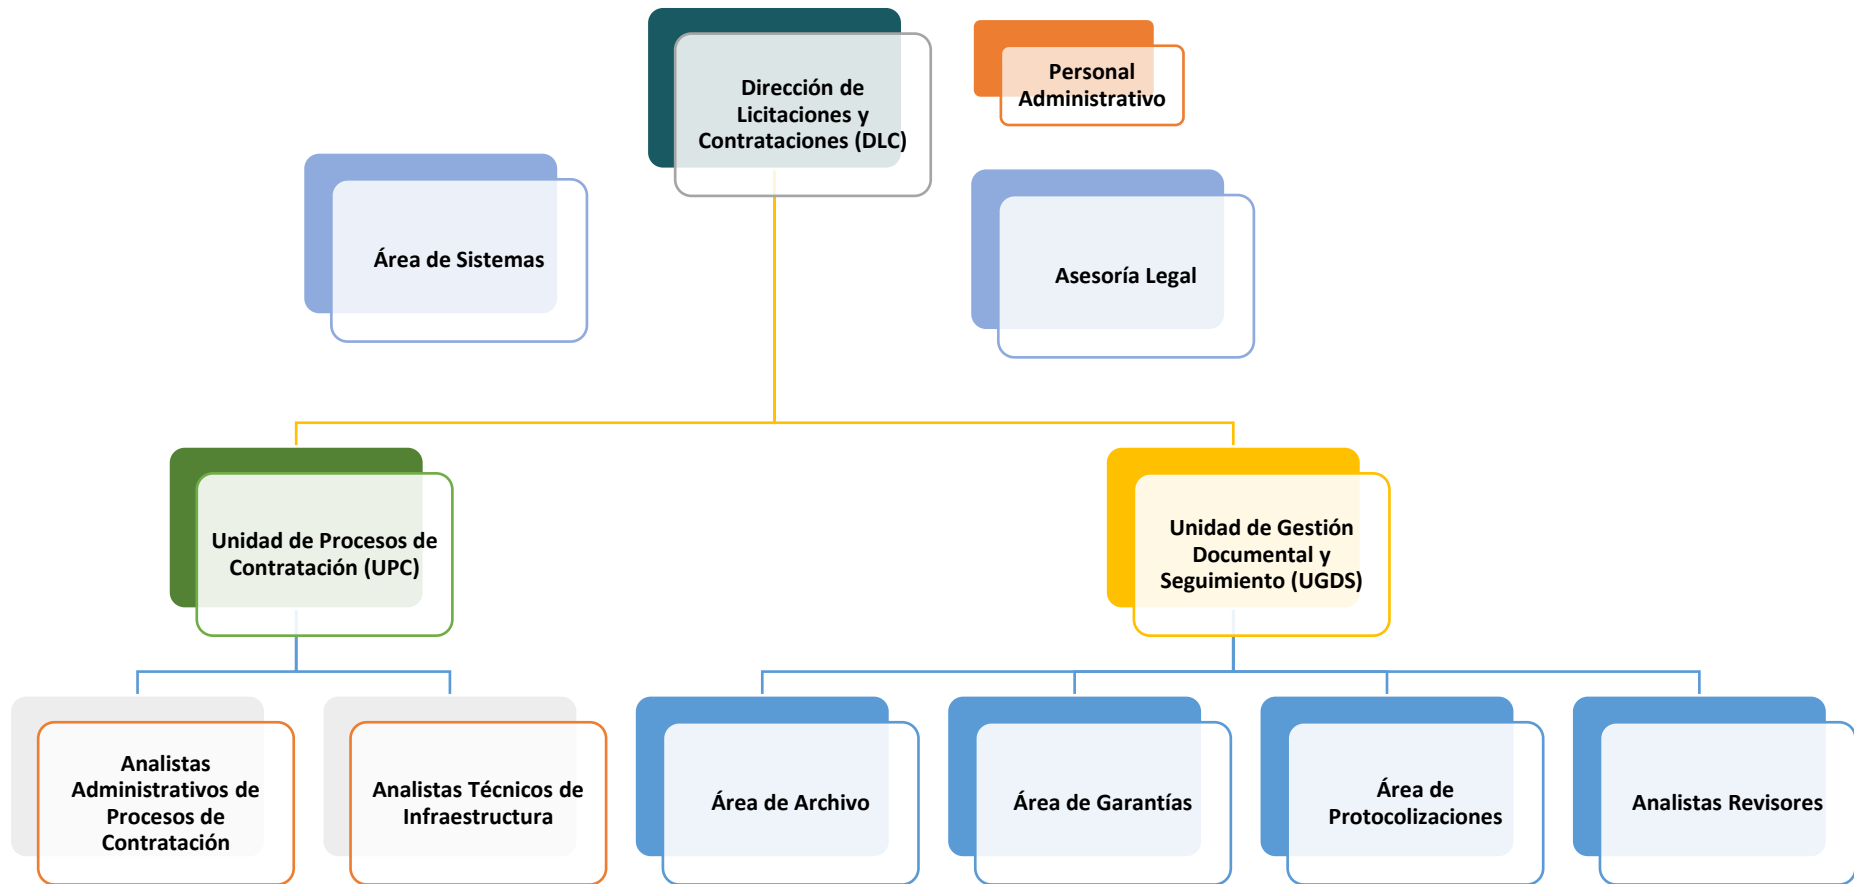 Dirección de
Licitaciones y
Contrataciones (DLC)
Personal
Administrativo
Área de Sistemas
Asesoría Legal
Unidad de Procesos de
Contratación (UPC)
Unidad de Gestión
Documental y
Seguimiento (UGDS)
Analistas
Administrativos de
Procesos de
Contratación
Analistas Técnicos de
Infraestructura
Área de Archivo
Área de Garantías
Área de
Protocolizaciones
Analistas Revisores